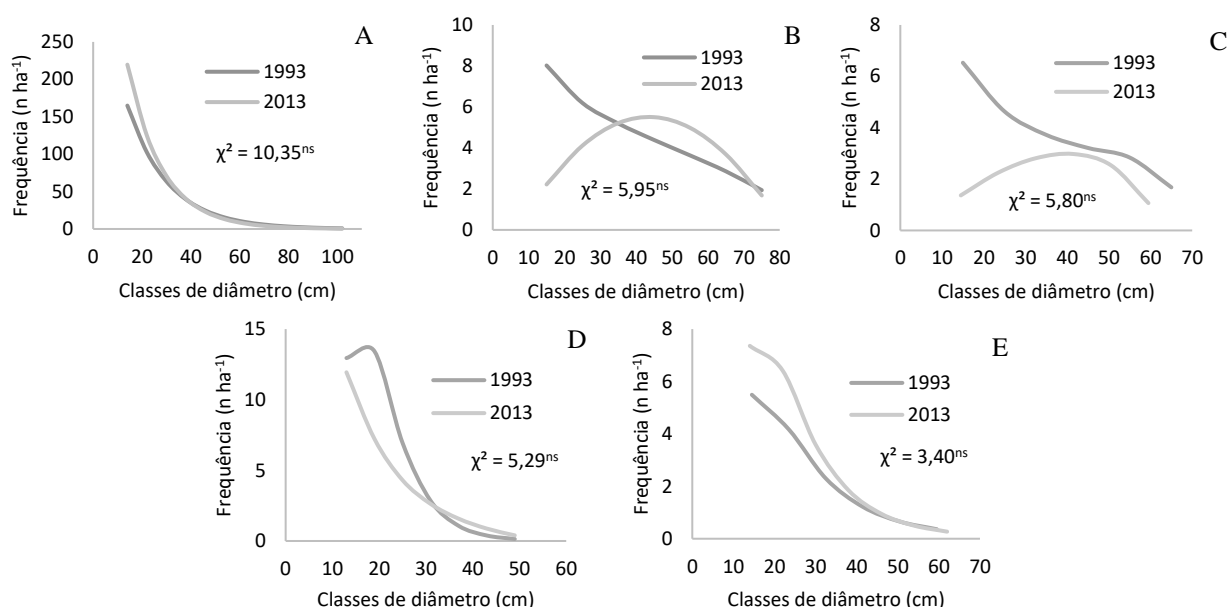 A
Frequência (n ha⁻¹)
250
200
150
100
50
0
1993
2013
χ² = 10,35ⁿˢ
0 20 40 60 80 100
Classes de diâmetro (cm)
B
Frequência (n ha⁻¹)
10
8
6
4
2
0
1993
2013
χ² = 5,95ⁿˢ
0 10 20 30 40 50 60 70 80
Classes de diâmetro (cm)
C
Frequência (n ha⁻¹)
8
6
4
2
0
1993
2013
χ² = 5,80ⁿˢ
0 10 20 30 40 50 60 70
Classes de diâmetro (cm)
D
Frequência (n ha⁻¹)
15
10
5
0
1993
2013
χ² = 5,29ⁿˢ
0 10 20 30 40 50 60
Classes de diâmetro (cm)
E
Frequência (n ha⁻¹)
8
6
4
2
0
1993
2013
χ² = 3,40ⁿˢ
0 10 20 30 40 50 60 70
Classes de diâmetro (cm)